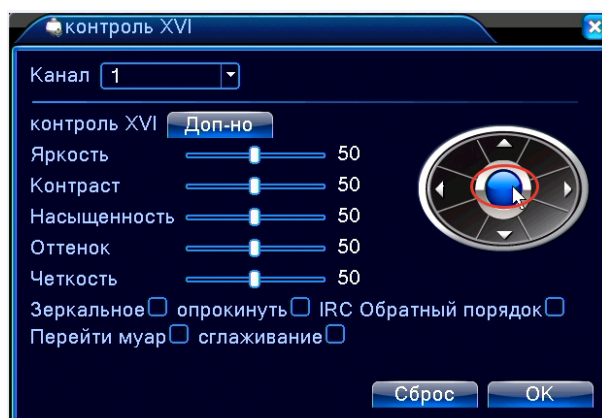 контроль XVI
Канал 1
контроль XVI Доп-но
Яркость 50
Контраст 50
Насыщенность 50
Оттенок 50
Четкость 50
Зеркальное опрокинуть IRC Обратный порядок
Перейти муар сглаживание
Сброс OK